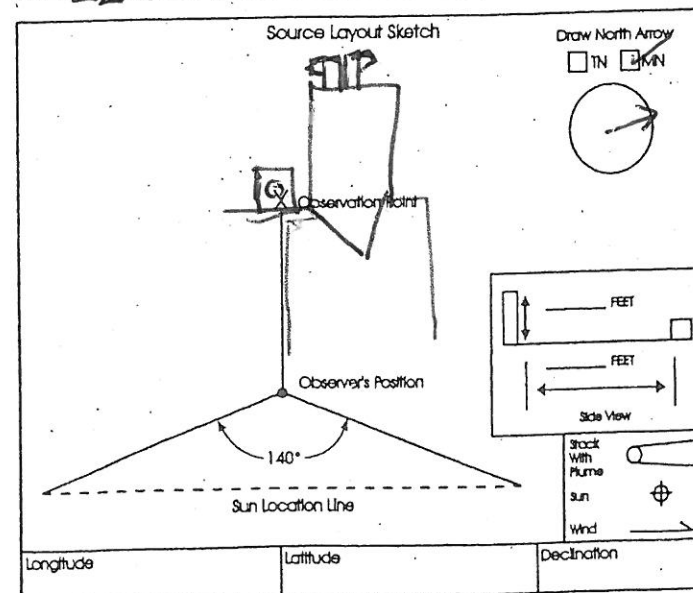 Source Layout Sketch
Draw North Arrow
TN MN
Observation Point
FEET
FEET
Side View
Observer's Position
140°
Sun Location Line
Stack
With
Plume
Sun
Wind
Longitude
Latitude
Declination